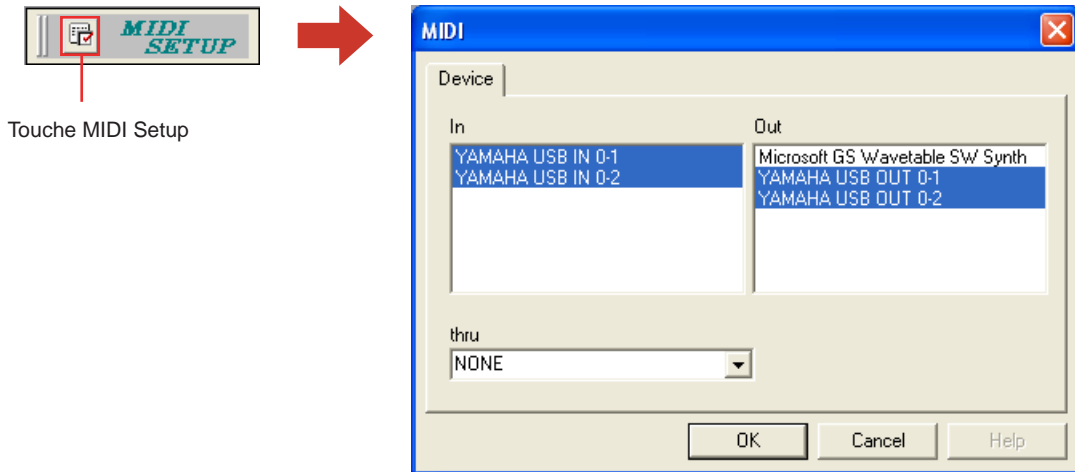 MIDI
SETUP
Touche MIDI Setup
MIDI
Device
In
Out
YAMAHA USB IN 0-1
YAMAHA USB IN 0-2
Microsoft GS Wavetable SW Synth
YAMAHA USB OUT 0-1
YAMAHA USB OUT 0-2
thru
NONE
OK
Cancel
Help